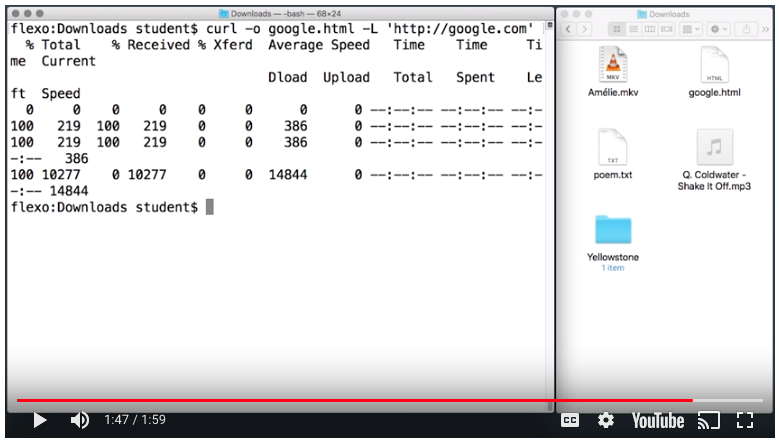 Downloads — -bash — 68×24
flexo:Downloads student$ curl -o google.html -L 'http://google.com'
% Total % Received % Xferd Average Speed Time Time Ti
me Current
Dload Upload Total Spent Le
ft Speed
0 0 0 0 0 0 0 0 --:--:-- --:--:-- --:-
100 219 100 219 0 0 386 0 --:--:-- --:--:-- --:-
100 219 100 219 0 0 386 0 --:--:-- --:--:-- --:-
-:-- 386
100 10277 0 10277 0 0 14844 0 --:--:-- --:--:-- --:-
-:-- 14844
flexo:Downloads student$
Downloads
MKV
Amélie.mkv
HTML
google.html
TXT
poem.txt
Q. Coldwater -
Shake It Off.mp3
Yellowstone
1 item
1:47 / 1:59
CC
YouTube